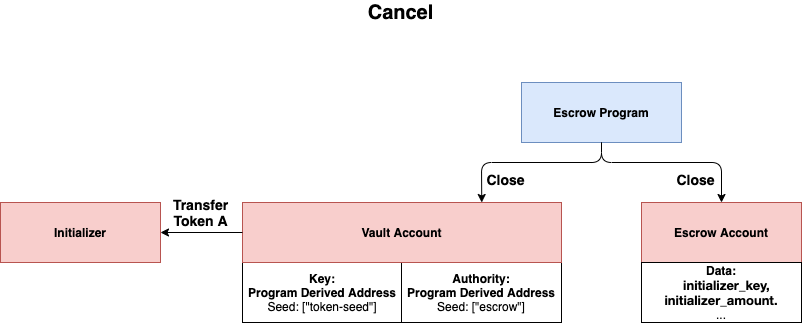 Cancel
Escrow Program
Close
Close
Transfer
Token A
Initializer
Vault Account
Escrow Account
Key:
Program Derived Address
Seed: ["token-seed"]
Authority:
Program Derived Address
Seed: ["escrow"]
Data:
initializer_key,
initializer_amount.
...